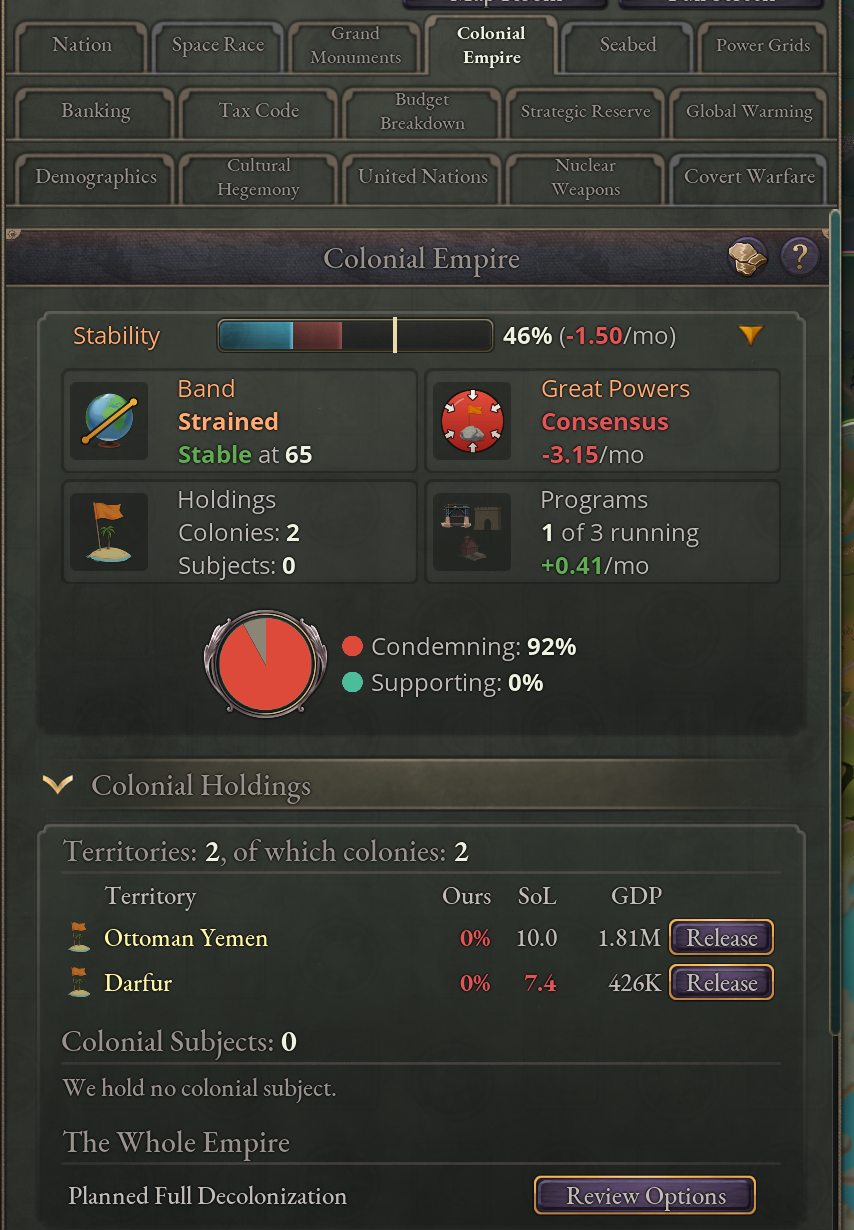 Nation
Space Race
Grand
Monuments
Colonial
Empire
Seabed
Power Grids
Banking
Tax Code
Budget
Breakdown
Strategic Reserve
Global Warming
Demographics
Cultural
Hegemony
United Nations
Nuclear
Weapons
Covert Warfare
Colonial Empire
?
Stability
46% (-1.50/mo)
Band
Strained
Stable at 65
Great Powers
Consensus
-3.15/mo
Holdings
Colonies: 2
Subjects: 0
Programs
1 of 3 running
+0.41/mo
Condemning: 92%
Supporting: 0%
Colonial Holdings
Territories: 2, of which colonies: 2
Territory Ours SoL GDP
Ottoman Yemen 0% 10.0 1.81M Release
Darfur 0% 7.4 426K Release
Colonial Subjects: 0
We hold no colonial subject.
The Whole Empire
Planned Full Decolonization Review Options